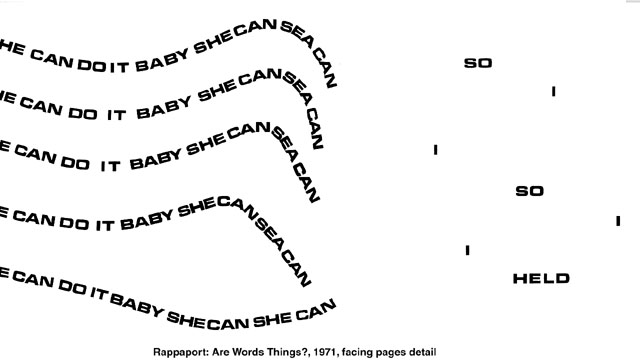 HE CAN DO IT BABY SHE CAN SEA CAN
HE CAN DO IT BABY SHE CAN SEA CAN
E CAN DO IT BABY SHE CAN SEA CAN
E CAN DO IT BABY SHE CAN SEA CAN
E CAN DO IT BABY SHE CAN SHE CAN
SO
I
I
SO
I
I
HELD
Rappaport: Are Words Things?, 1971, facing pages detail